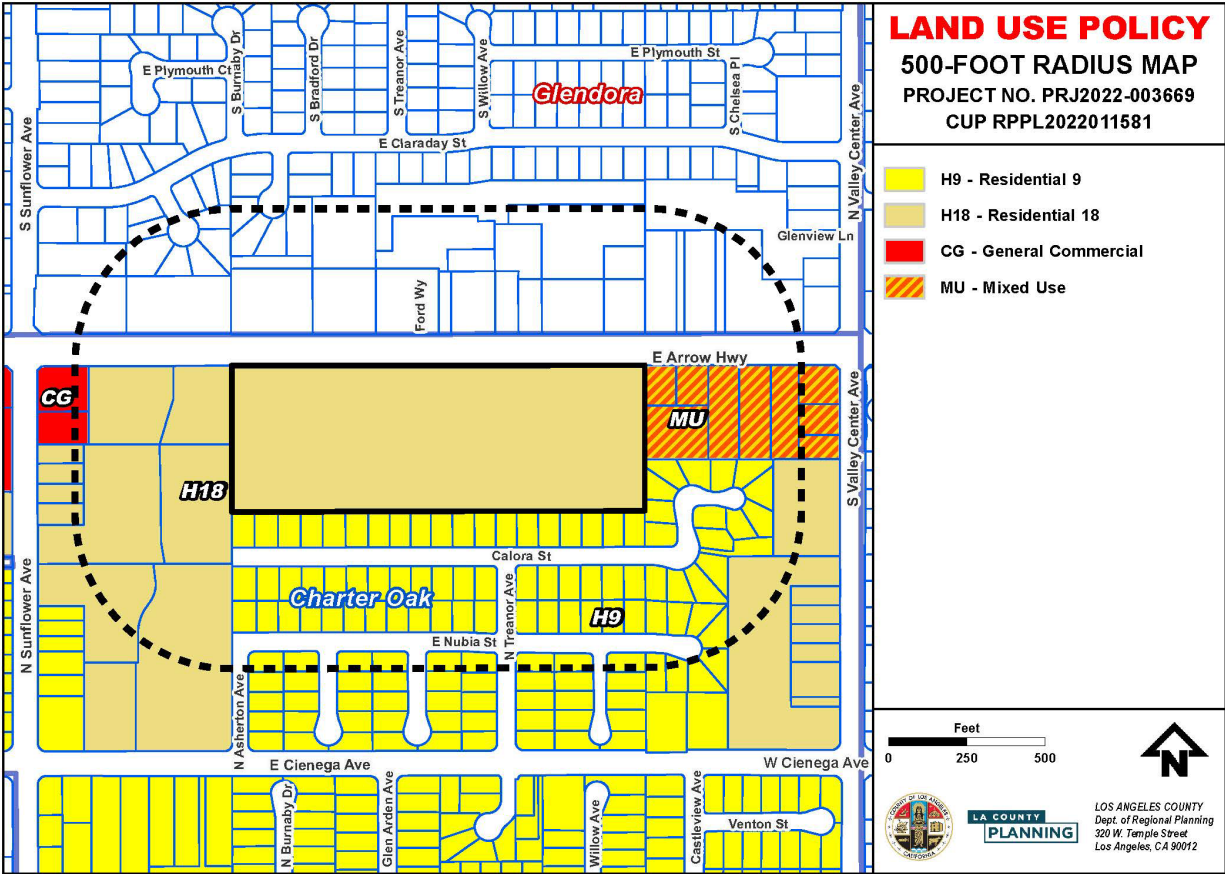 LAND USE POLICY
500-FOOT RADIUS MAP
PROJECT NO. PRJ2022-003669
CUP RPPL2022011581
H9 - Residential 9
H18 - Residential 18
CG - General Commercial
MU - Mixed Use
E Plymouth Ct
S Burnaby Dr
S Bradford Dr
S Treanor Ave
S Willow Ave
E Plymouth St
S Chelsea Pl
Glendora
E Claraday St
S Sunflower Ave
N Valley Center Ave
Glenview Ln
Ford Wy
E Arrow Hwy
CG
MU
H18
S Valley Center Ave
Calora St
Charter Oak
N Treanor Ave
H9
E Nubia St
N Sunflower Ave
N Asherton Ave
E Cienega Ave
W Cienega Ave
N Burnaby Dr
Glen Arden Ave
Willow Ave
Castleview Ave
Venton St
Feet
0 250 500
N
COUNTY OF LOS ANGELES
CALIFORNIA
LA COUNTY
PLANNING
LOS ANGELES COUNTY
Dept. of Regional Planning
320 W. Temple Street
Los Angeles, CA 90012